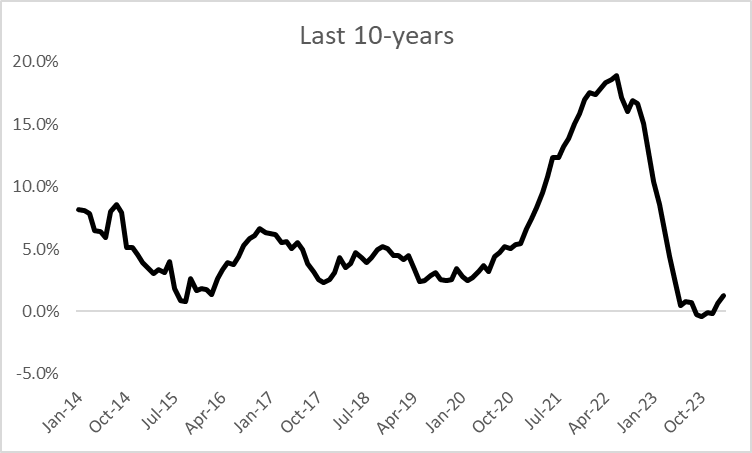 Last 10-years
20.0%
15.0%
10.0%
5.0%
0.0%
-5.0%
Jan-14
Oct-14
Jul-15
Apr-16
Jan-17
Oct-17
Jul-18
Apr-19
Jan-20
Oct-20
Jul-21
Apr-22
Jan-23
Oct-23